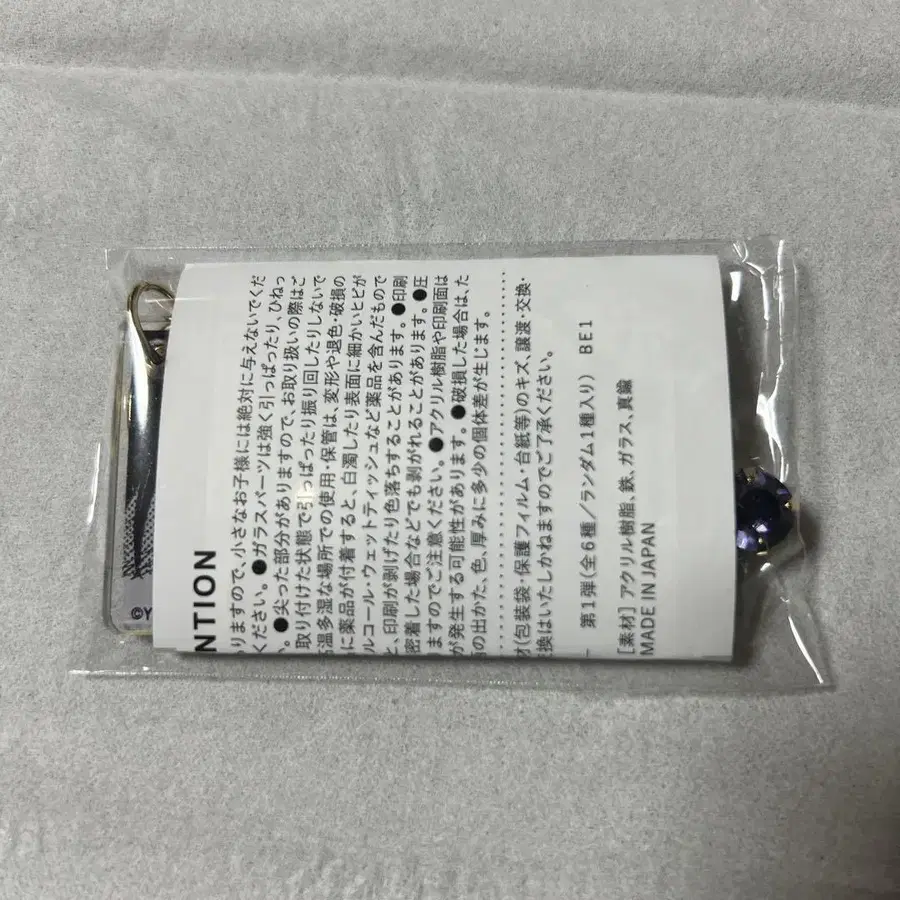 NTION
りますので、小さなお子様には絶対に与えないでくだ
ください。●ガラスパーツは強く引っぱったり、ひねっ
い。●尖った部分がありますので、お取り扱いの際はご
取り付けた状態で引っぱったり振り回したりしないで
高温多湿な場所での使用・保管は、変形や退色・破損の
に薬品が付着すると、白濁したり表面に細かいヒビが
ルコール・ウェットティッシュなど薬品を含んだもので
と、印刷が剥げたり色落ちすることがあります。●印刷
密着した場合などでも剥がれることがあります。●圧
りますのでご注意ください。●アクリル樹脂や印刷面は
が発生する可能性があります。●破損した場合は、た
の出かた、色、厚みに多少の個体差が生じます。
材(包装袋・保護フィルム・台紙等)のキズ、譲渡・交換・
換はいたしかねますのでご了承ください。
第1弾(全6種/ランダム1種入り) BE1
[素材] アクリル樹脂、鉄、ガラス、真鍮
MADE IN JAPAN
©Y